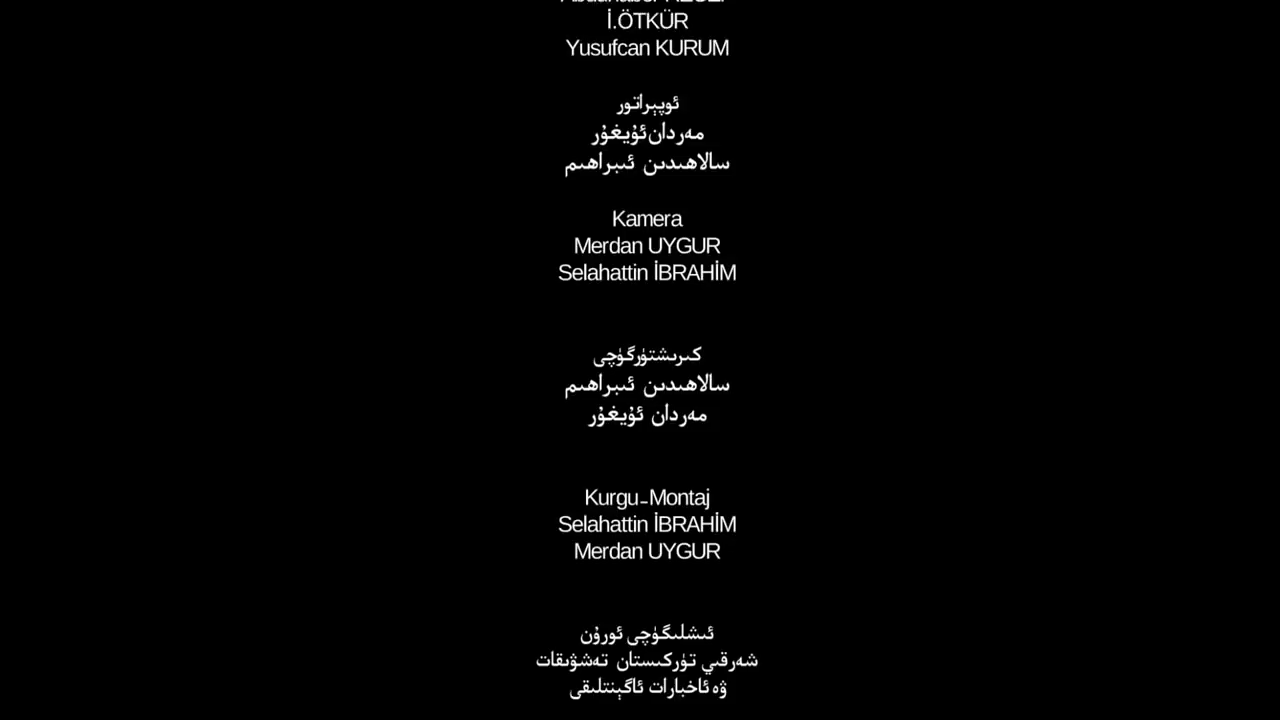 İ.ÖTKÜR
Yusufcan KURUM
ئوپېراتور
مەردان ئۇيغۇر
سالاھىدىن ئىبراھىم
Kamera
Merdan UYGUR
Selahattin İBRAHİM
كىرىشتۈرگۈچى
سالاھىدىن ئىبراھىم
مەردان ئۇيغۇر
Kurgu-Montaj
Selahattin İBRAHİM
Merdan UYGUR
ئىشلىگۈچى ئورۇن
شەرقىي تۈركىستان تەشۋىقات
ۋە ئاخبارات ئاگېنتلىقى